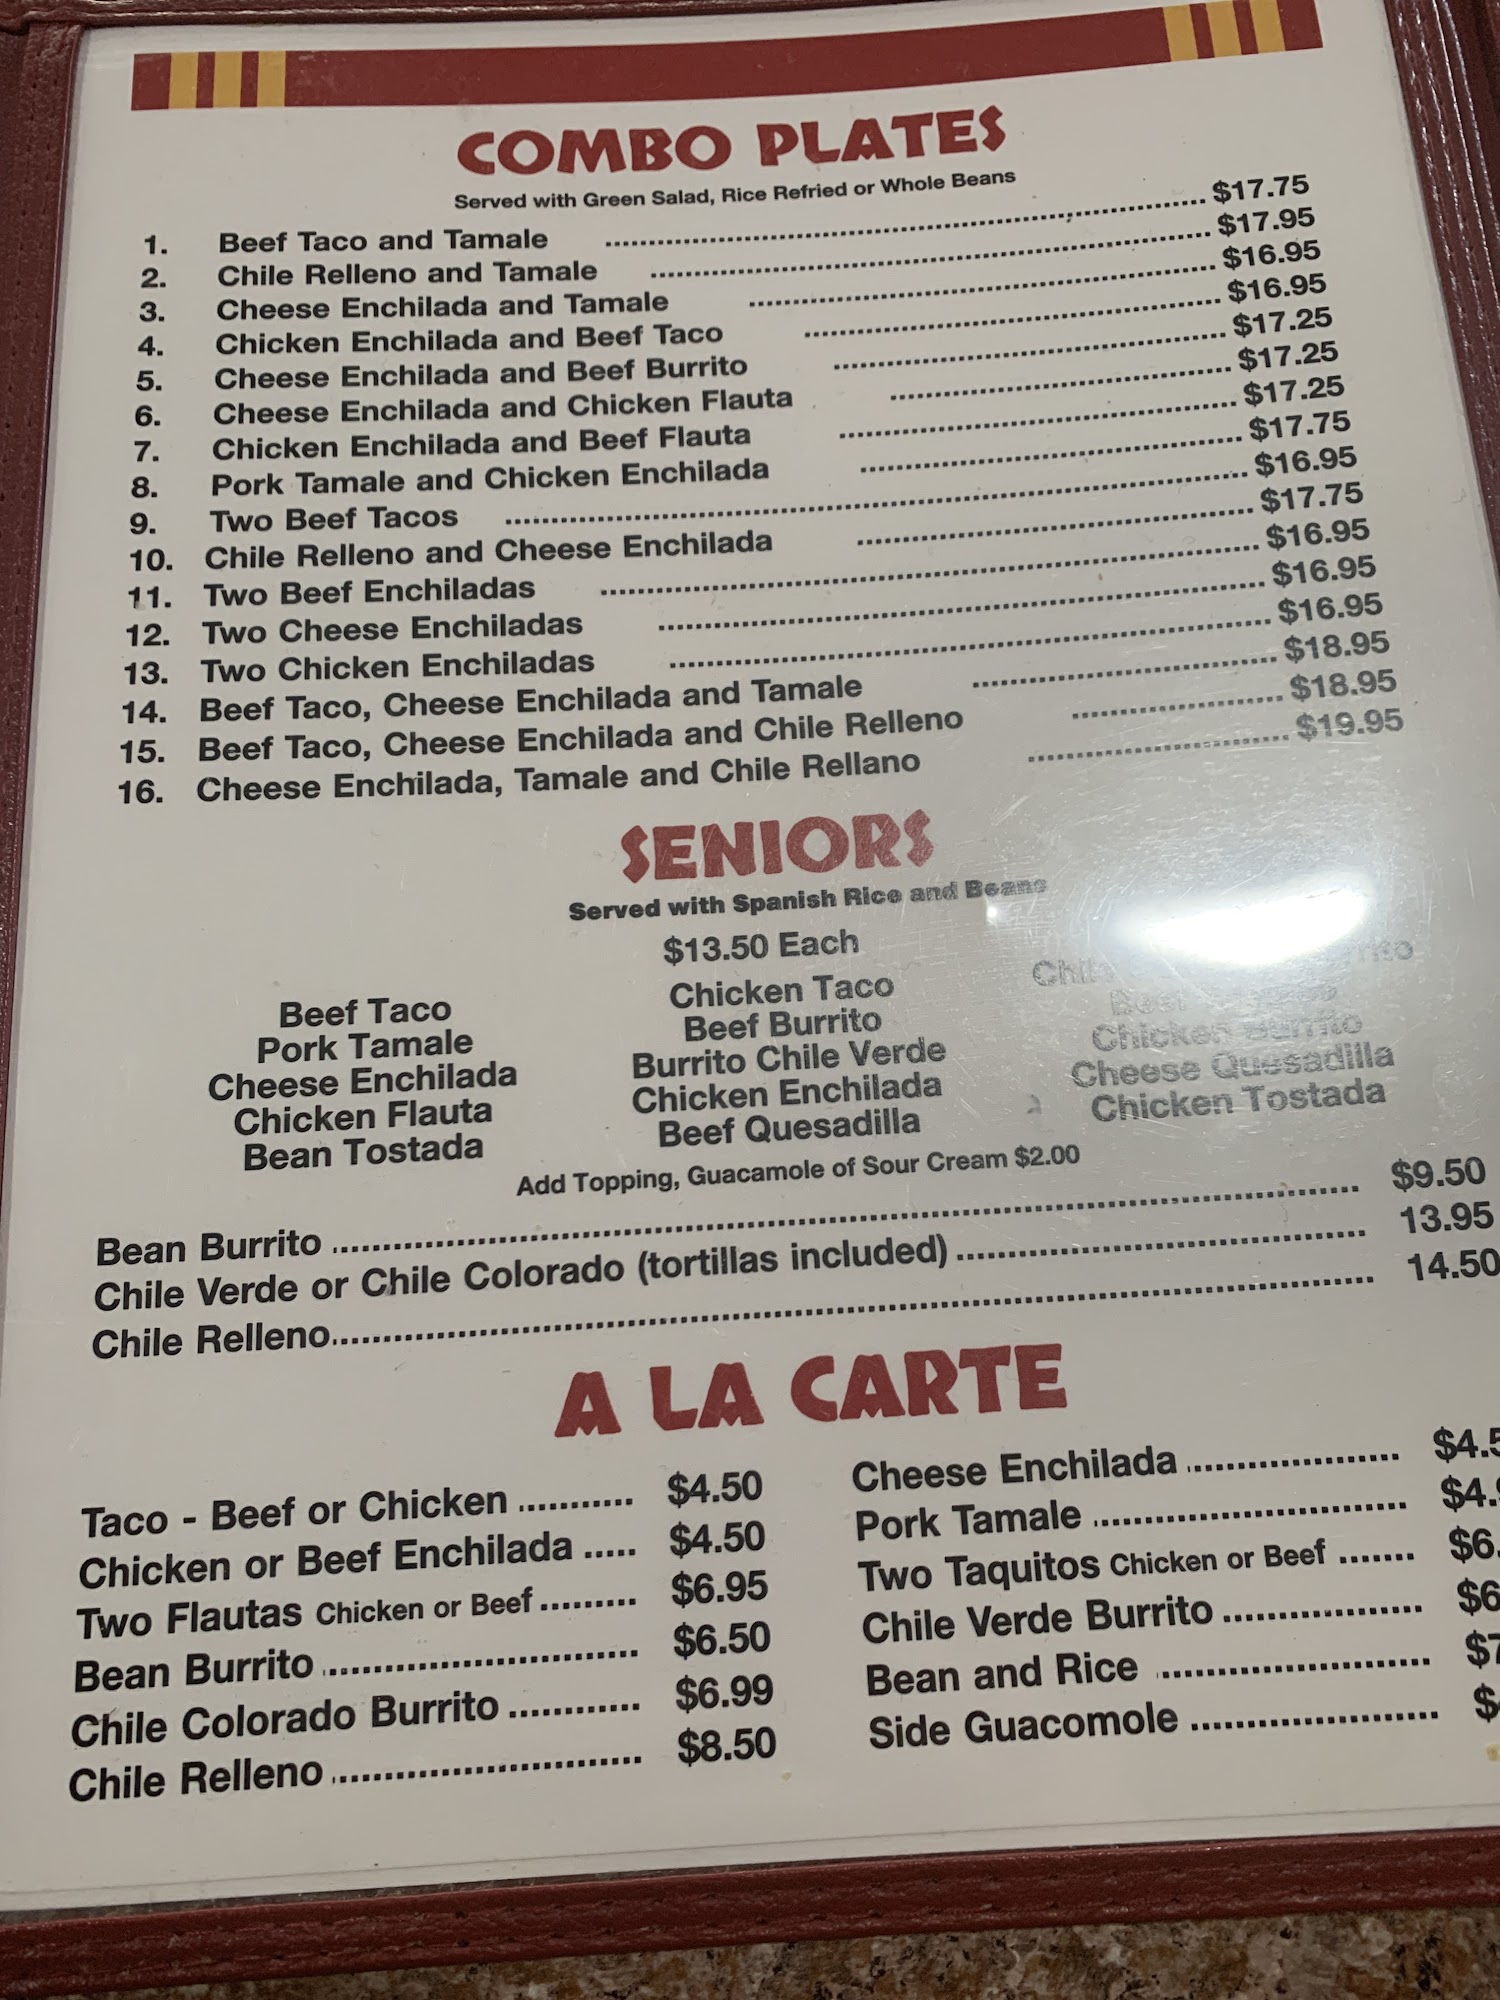 COMBO PLATES
Served with Green Salad, Rice Refried or Whole Beans
1. Beef Taco and Tamale ........ $17.75
2. Chile Relleno and Tamale ........ $17.95
3. Cheese Enchilada and Tamale ........ $16.95
4. Chicken Enchilada and Beef Taco ........ $16.95
5. Cheese Enchilada and Beef Burrito ........ $17.25
6. Cheese Enchilada and Chicken Flauta ........ $17.25
7. Chicken Enchilada and Beef Flauta ........ $17.25
8. Pork Tamale and Chicken Enchilada ........ $17.75
9. Two Beef Tacos ........ $16.95
10. Chile Relleno and Cheese Enchilada ........ $17.75
11. Two Beef Enchiladas ........ $16.95
12. Two Cheese Enchiladas ........ $16.95
13. Two Chicken Enchiladas ........ $16.95
14. Beef Taco, Cheese Enchilada and Tamale ........ $18.95
15. Beef Taco, Cheese Enchilada and Chile Relleno ........ $18.95
16. Cheese Enchilada, Tamale and Chile Rellano ........ $19.95
SENIORS
Served with Spanish Rice and Beans
$13.50 Each
Beef Taco
Pork Tamale
Cheese Enchilada
Chicken Flauta
Bean Tostada
Chicken Taco
Beef Burrito
Burrito Chile Verde
Chicken Enchilada
Beef Quesadilla
Beef
Chicken Burrito
Cheese Quesadilla
Chicken Tostada
Add Topping, Guacamole of Sour Cream $2.00
Bean Burrito ........ $9.50
Chile Verde or Chile Colorado (tortillas included) ........ 13.95
Chile Relleno ........ 14.50
A LA CARTE
Taco - Beef or Chicken ........ $4.50
Chicken or Beef Enchilada ..... $4.50
Two Flautas Chicken or Beef ........ $6.95
Bean Burrito ........ $6.50
Chile Colorado Burrito ........ $6.99
Chile Relleno ........ $8.50
Cheese Enchilada ........ $4.5
Pork Tamale ........ $4.
Two Taquitos Chicken or Beef ....... $6.
Chile Verde Burrito ........ $6
Bean and Rice ........ $7
Side Guacomole ........ $